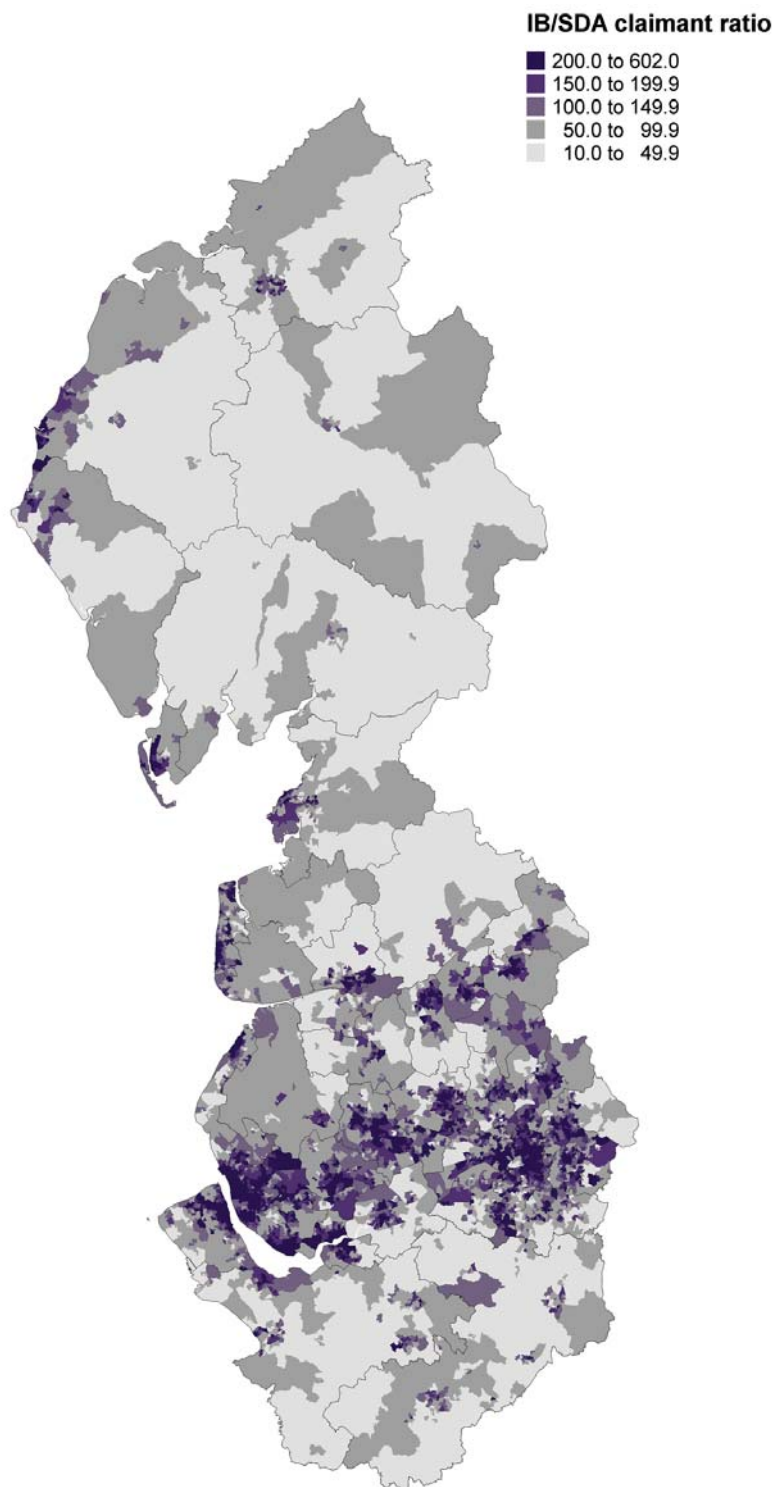 IB/SDA claimant ratio
200.0 to 602.0
150.0 to 199.9
100.0 to 149.9
50.0 to 99.9
10.0 to 49.9